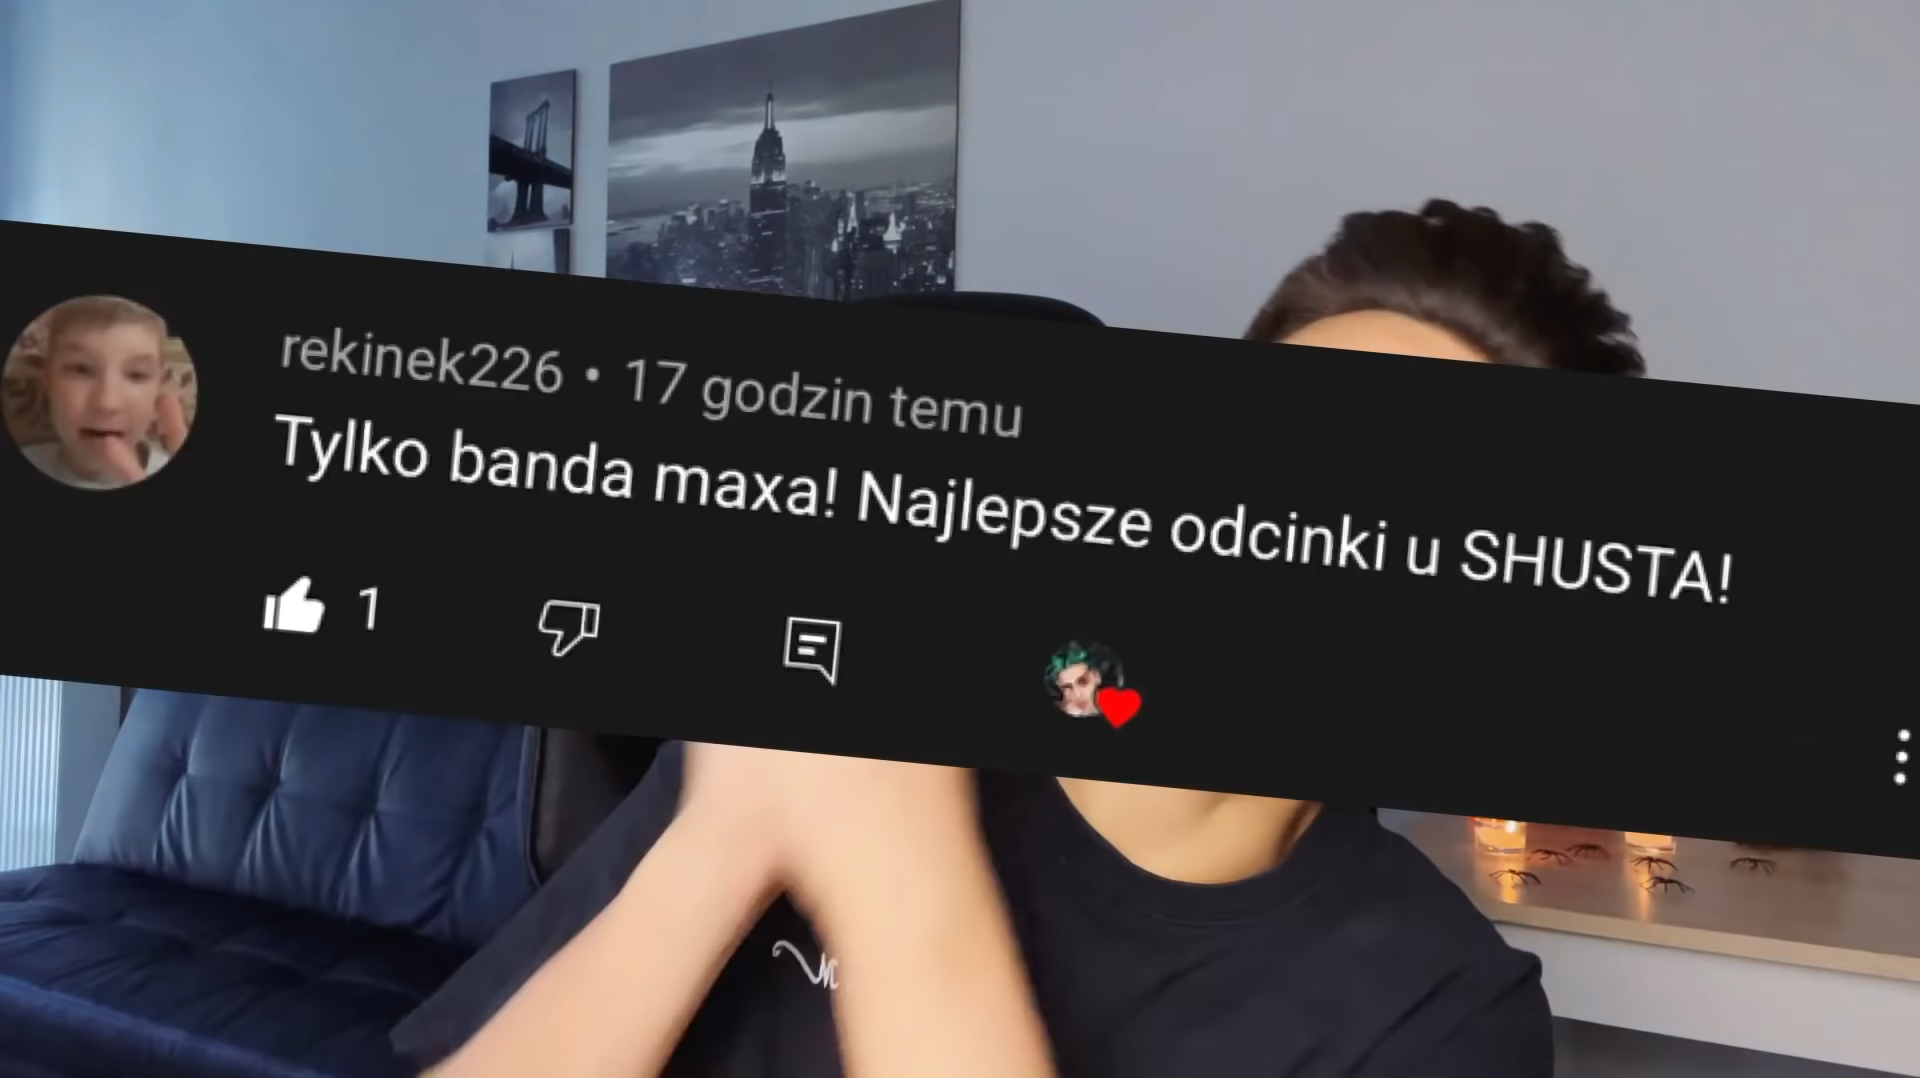 rekinek226 • 17 godzin temu
Tylko banda maxa! Najlepsze odcinki u SHUSTA!
1